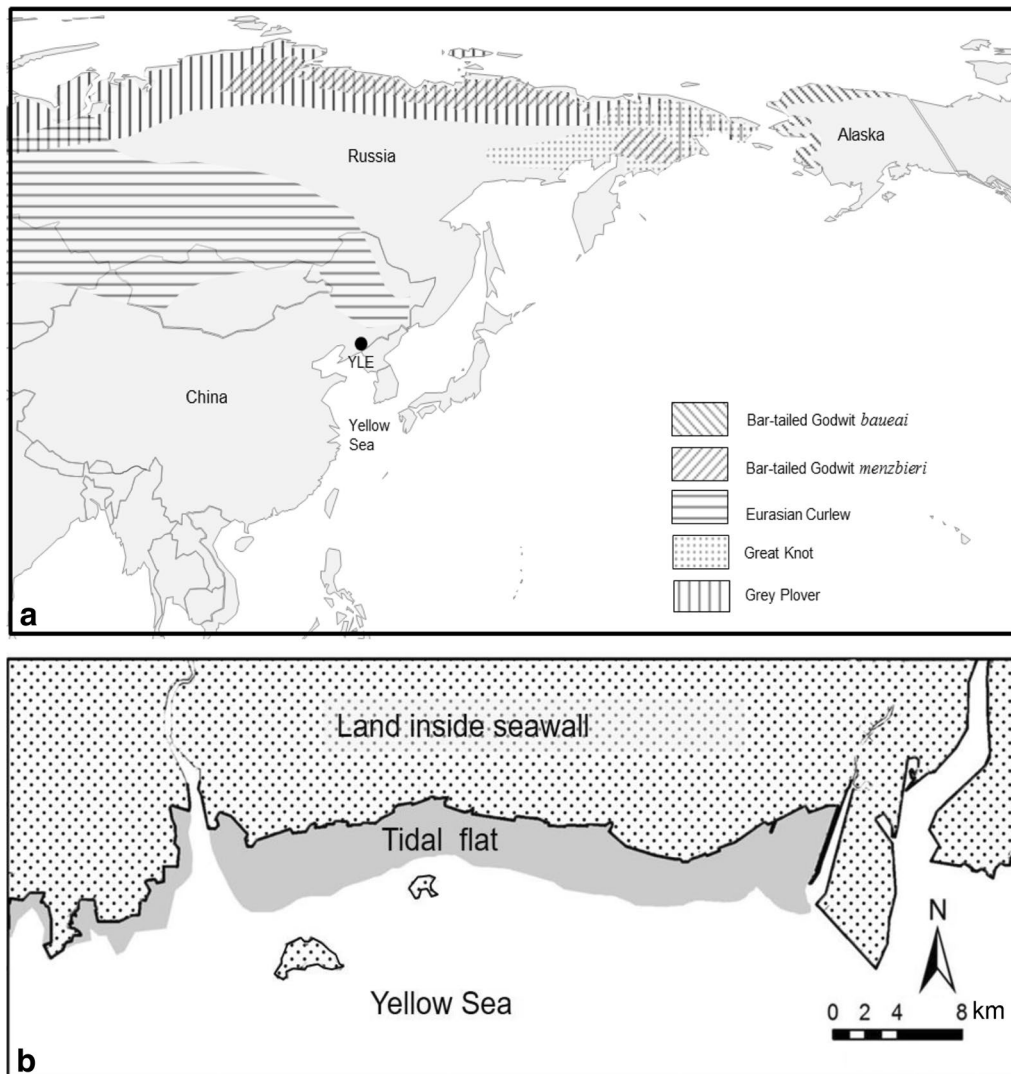 Russia
Alaska
YLE
China
Yellow
Sea
Bar-tailed Godwit baueai
Bar-tailed Godwit menzbieri
Eurasian Curlew
Great Knot
Grey Plover
a
Land inside seawall
Tidal flat
N
Yellow Sea
0 2 4 8 km
b